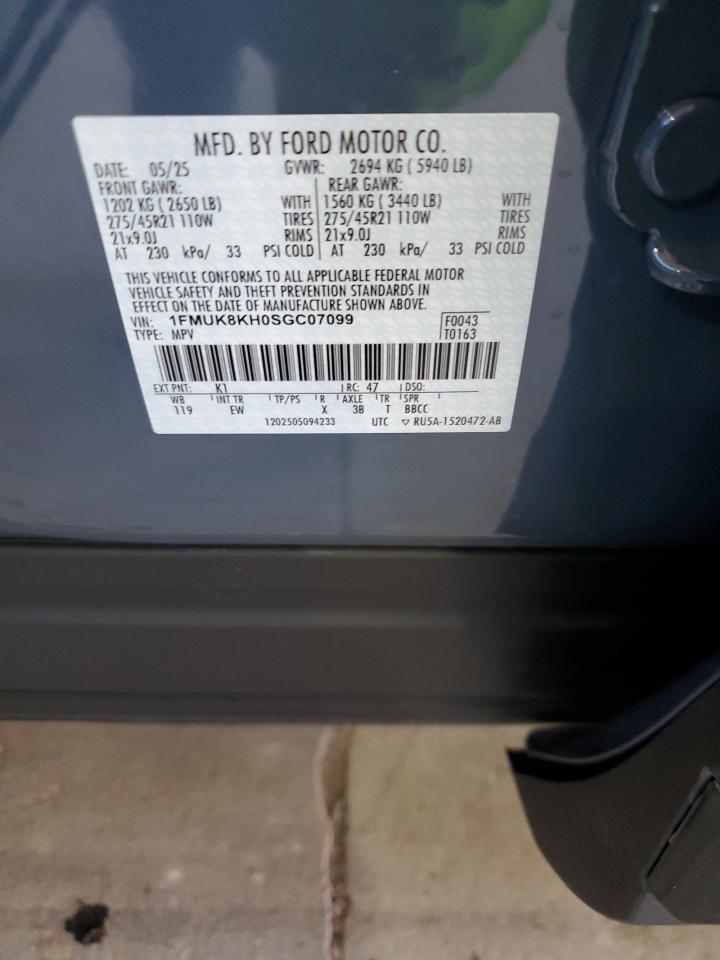 MFD. BY FORD MOTOR CO.
DATE: 05/25 GVWR: 2694 KG ( 5940 LB)
FRONT GAWR: REAR GAWR:
1202 KG ( 2650 LB) WITH 1560 KG ( 3440 LB) WITH
275/45R21 110W TIRES 275/45R21 110W TIRES
21x9.0J RIMS 21x9.0J RIMS
AT 230 kPa/ 33 PSI COLD AT 230 kPa/ 33 PSI COLD
THIS VEHICLE CONFORMS TO ALL APPLICABLE FEDERAL MOTOR
VEHICLE SAFETY AND THEFT PREVENTION STANDARDS IN
EFFECT ON THE DATE OF MANUFACTURE SHOWN ABOVE.
VIN: 1FMUK8KH0SGC07099 F0043
TYPE: MPV T0163
EXT PNT: K1 RC: 47 DSO:
WB INT TR TP/PS R AXLE TR SPR
119 EW X 3B T BBCC
1202505094233 UTC ▽ RU5A-1520472-AB